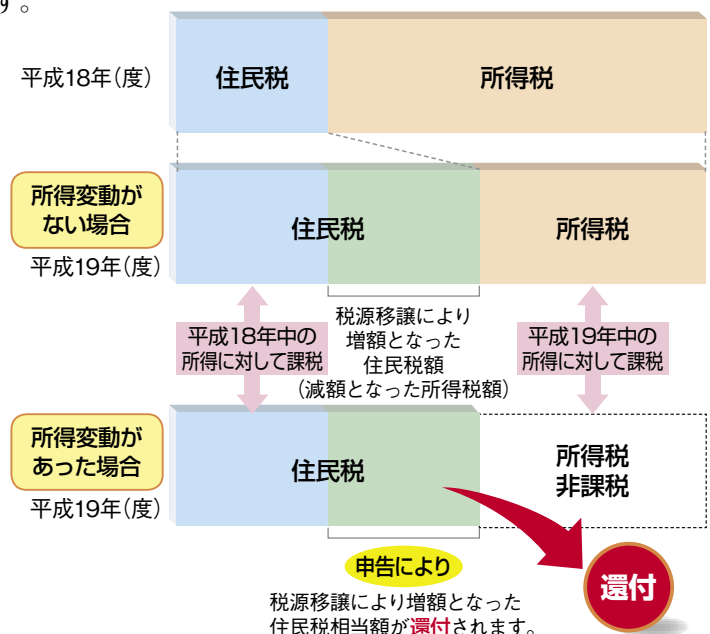 す。
平成18年(度)
住民税
所得税
所得変動が
ない場合
平成19年(度)
住民税
所得税
平成18年中の
所得に対して課税
税源移譲により
増額となった
住民税額
(減額となった所得税額)
平成19年中の
所得に対して課税
所得変動が
あった場合
平成19年(度)
住民税
所得税
非課税
申告により
税源移譲により増額となった
住民税相当額が還付されます。
還付